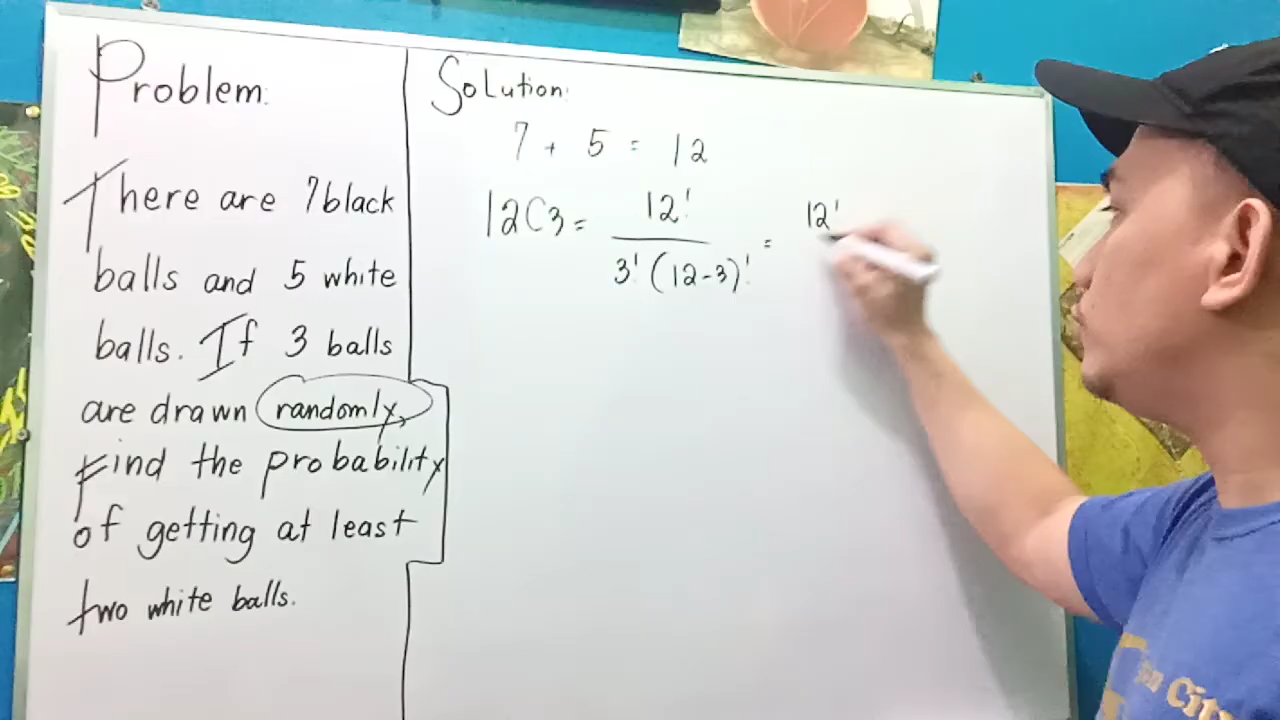 Problem:
There are 7 black
balls and 5 white
balls. If 3 balls
are drawn randomly,
find the probability
of getting at least
two white balls.
Solution:
7 + 5 = 12
12C3 = 12! / 3! (12-3)! = 12!
City